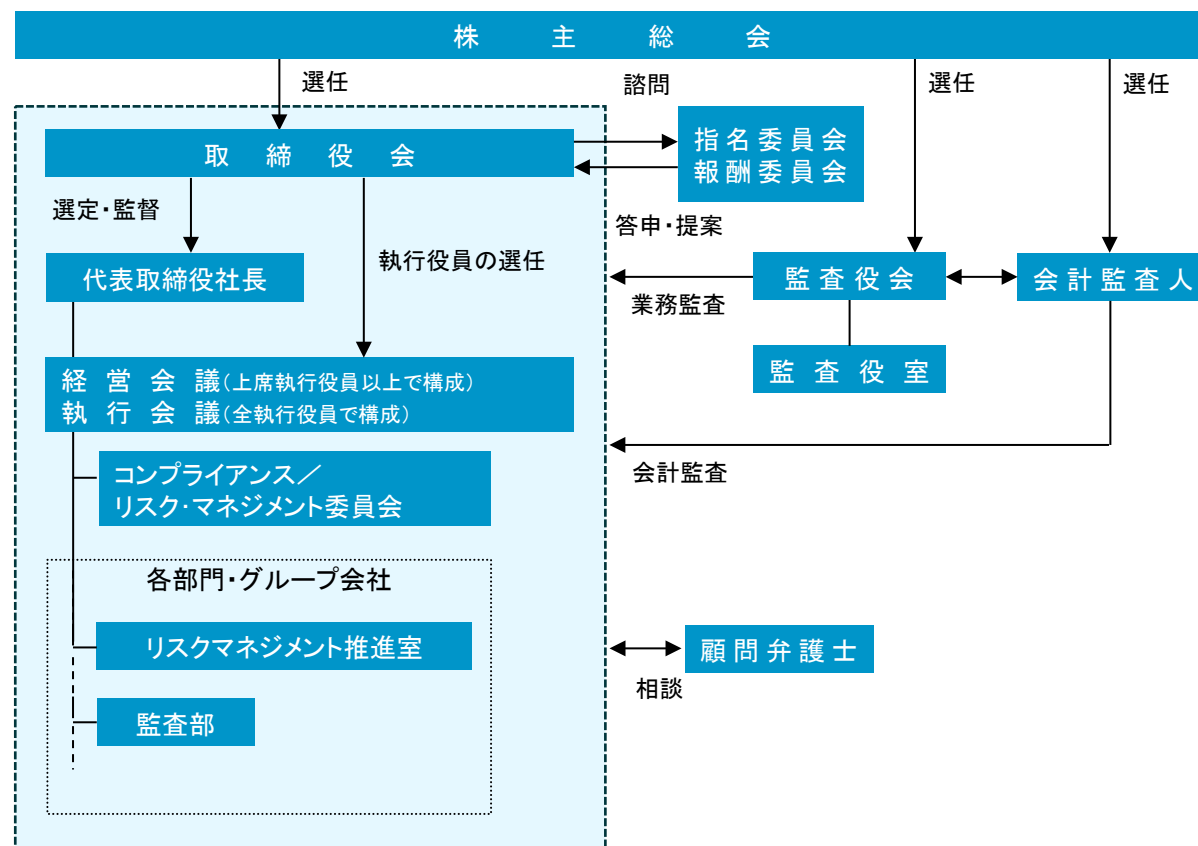 株主総会
選任
諮問
選任
選任
取締役会
指名委員会
報酬委員会
選定・監督
答申・提案
執行役員の選任
代表取締役社長
監査役会
会計監査人
業務監査
監査役室
経営会議(上席執行役員以上で構成)
執行会議(全執行役員で構成)
会計監査
コンプライアンス／
リスク・マネジメント委員会
各部門・グループ会社
リスクマネジメント推進室
顧問弁護士
相談
監査部